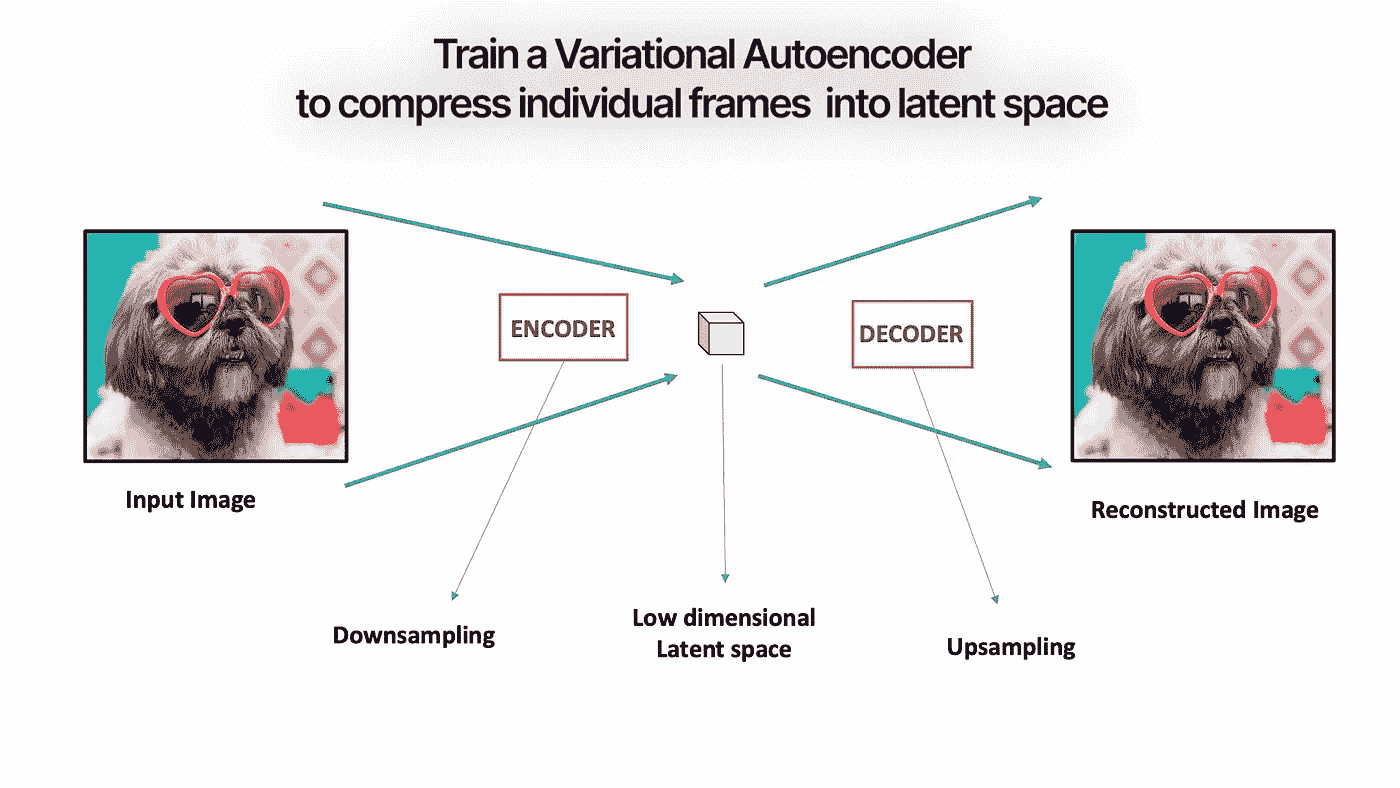 Train a Variational Autoencoder
to compress individual frames into latent space
ENCODER
DECODER
Input Image
Reconstructed Image
Downsampling
Low dimensional
Latent space
Upsampling